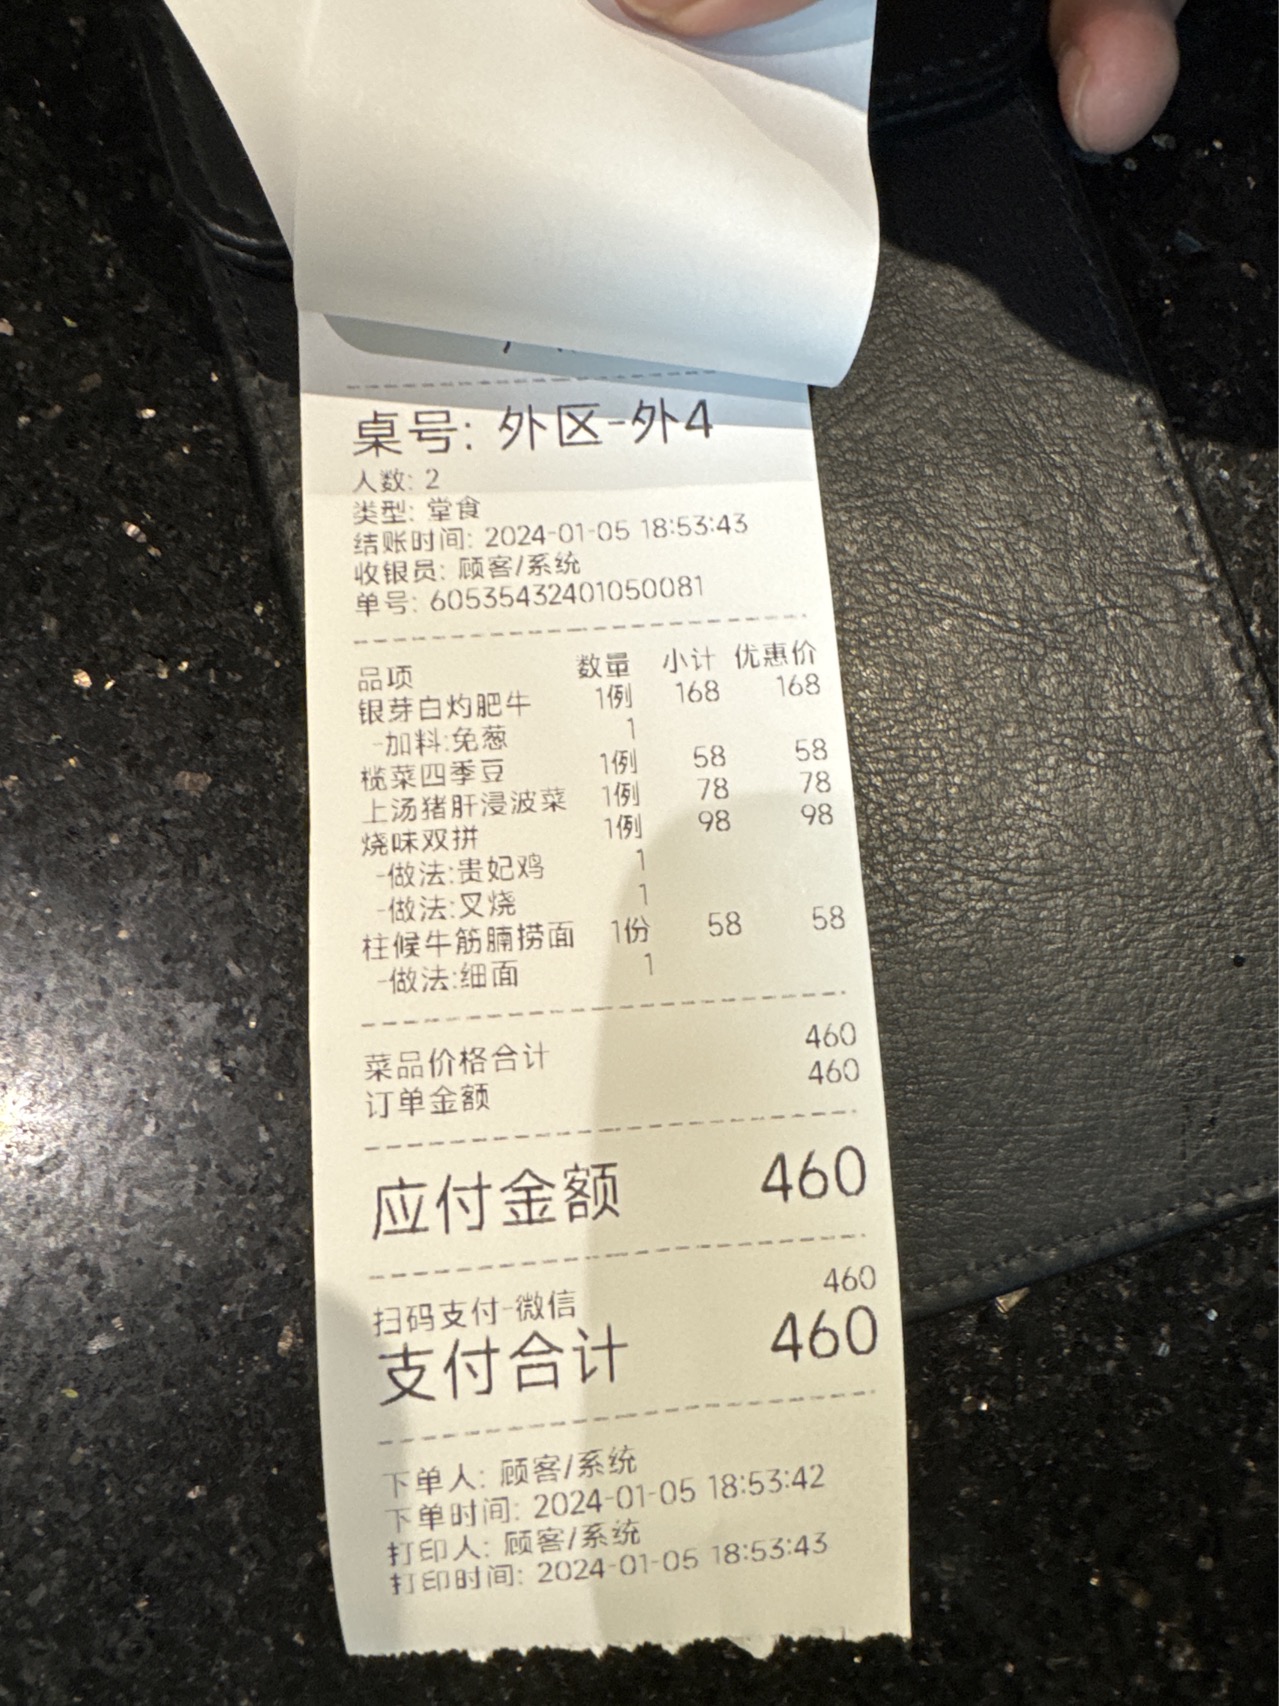 桌号: 外区-外4
人数: 2
类型: 堂食
结账时间: 2024-01-05 18:53:43
收银员: 顾客/系统
单号: 60535432401050081
品项 数量 小计 优惠价
银芽白灼肥牛 1例 168 168
-加料:免葱 1
榄菜四季豆 1例 58 58
上汤猪肝浸波菜 1例 78 78
烧味双拼 1例 98 98
-做法:贵妃鸡 1
-做法:叉烧 1
柱候牛筋腩捞面 1份 58 58
-做法:细面 1
菜品价格合计 460
订单金额 460
应付金额 460
扫码支付-微信 460
支付合计 460
下单人: 顾客/系统
下单时间: 2024-01-05 18:53:42
打印人: 顾客/系统
打印时间: 2024-01-05 18:53:43